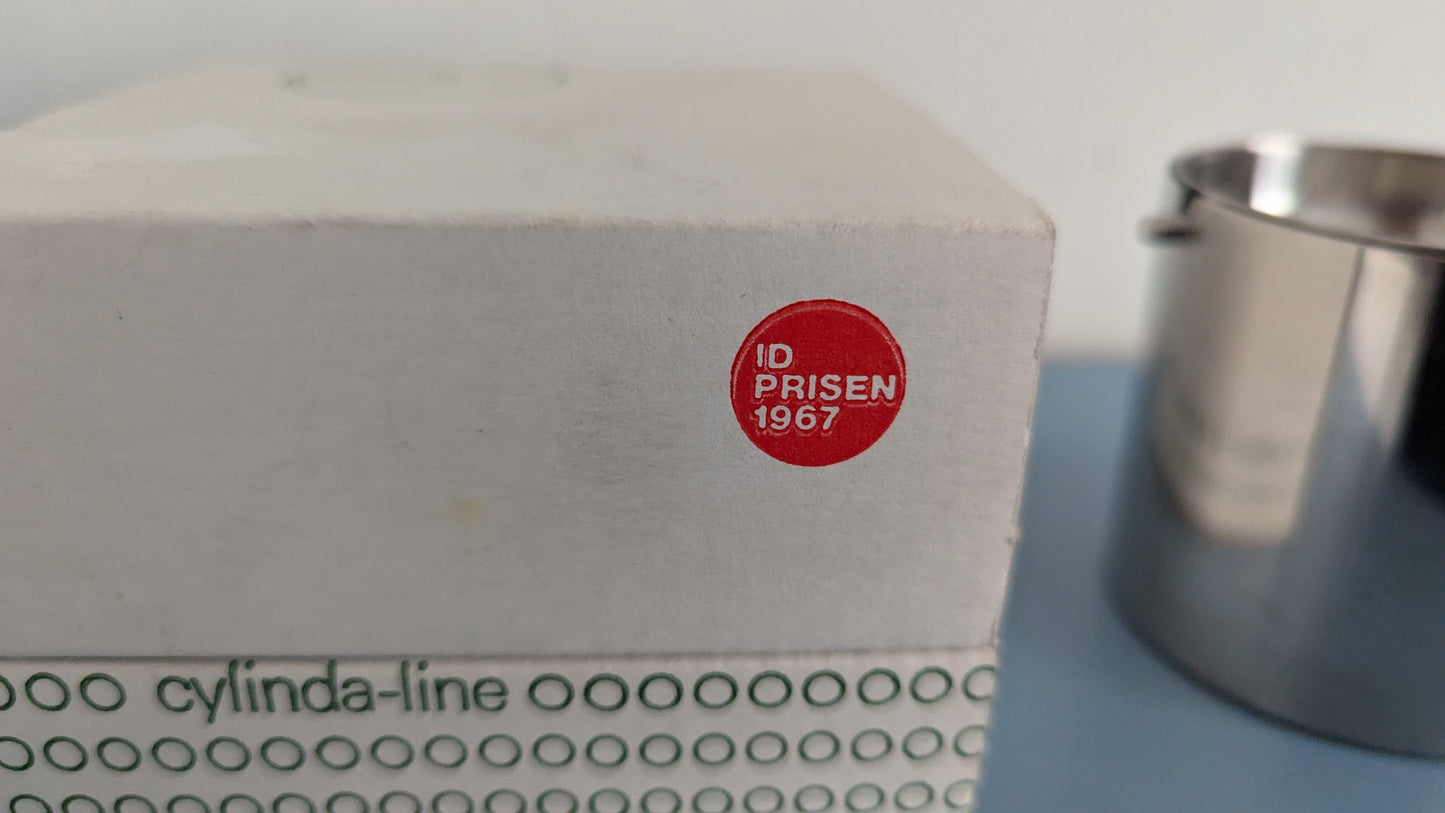 ID
PRISEN
1967
cylinda-line